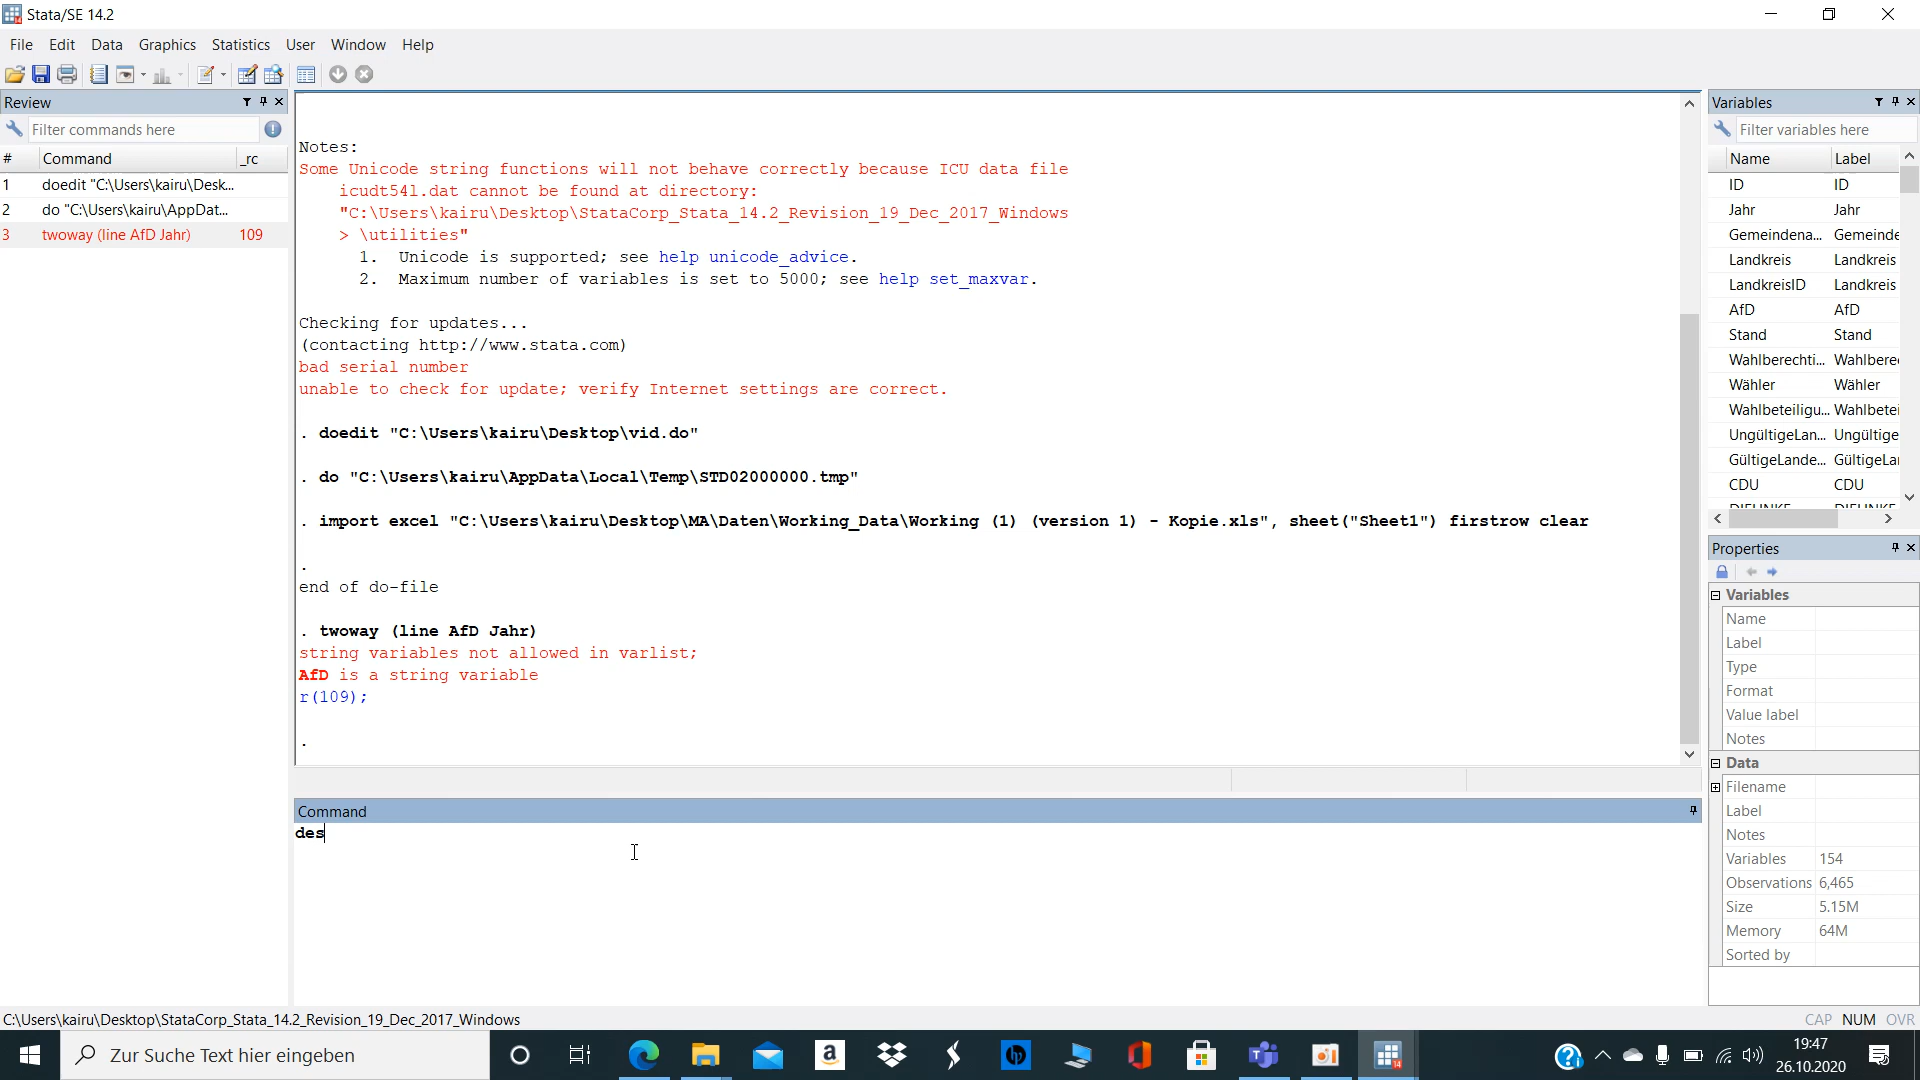 Stata/SE 14.2
File Edit Data Graphics Statistics User Window Help
Review
Filter commands here
# Command _rc
1 doedit "C:\Users\kairu\Desk...
2 do "C:\Users\kairu\AppDat...
3 twoway (line AfD Jahr) 109
Notes:
Some Unicode string functions will not behave correctly because ICU data file
icudt54l.dat cannot be found at directory:
"C:\Users\kairu\Desktop\StataCorp_Stata_14.2_Revision_19_Dec_2017_Windows
> \utilities"
1. Unicode is supported; see help unicode_advice.
2. Maximum number of variables is set to 5000; see help set_maxvar.
Checking for updates...
(contacting http://www.stata.com)
bad serial number
unable to check for update; verify Internet settings are correct.
. doedit "C:\Users\kairu\Desktop\vid.do"
. do "C:\Users\kairu\AppData\Local\Temp\STD02000000.tmp"
. import excel "C:\Users\kairu\Desktop\MA\Daten\Working_Data\Working (1) (version 1) - Kopie.xls", sheet("Sheet1") firstrow clear
.
end of do-file
. twoway (line AfD Jahr)
string variables not allowed in varlist;
AfD is a string variable
r(109);
.
Command
des
Variables
Filter variables here
Name Label
ID ID
Jahr Jahr
Gemeindena... Gemeinde
Landkreis Landkreis
LandkreisID Landkreis
AfD AfD
Stand Stand
Wahlberechti... Wahlbere
Wähler Wähler
Wahlbeteiligu... Wahlbetei
UngültigeLan... Ungültige
GültigeLande... GültigeLa
CDU CDU
Properties
Variables
Name
Label
Type
Format
Value label
Notes
Data
Filename
Label
Notes
Variables 154
Observations 6,465
Size 5.15M
Memory 64M
Sorted by
C:\Users\kairu\Desktop\StataCorp_Stata_14.2_Revision_19_Dec_2017_Windows
CAP NUM OVR
Zur Suche Text hier eingeben
19:47
26.10.2020